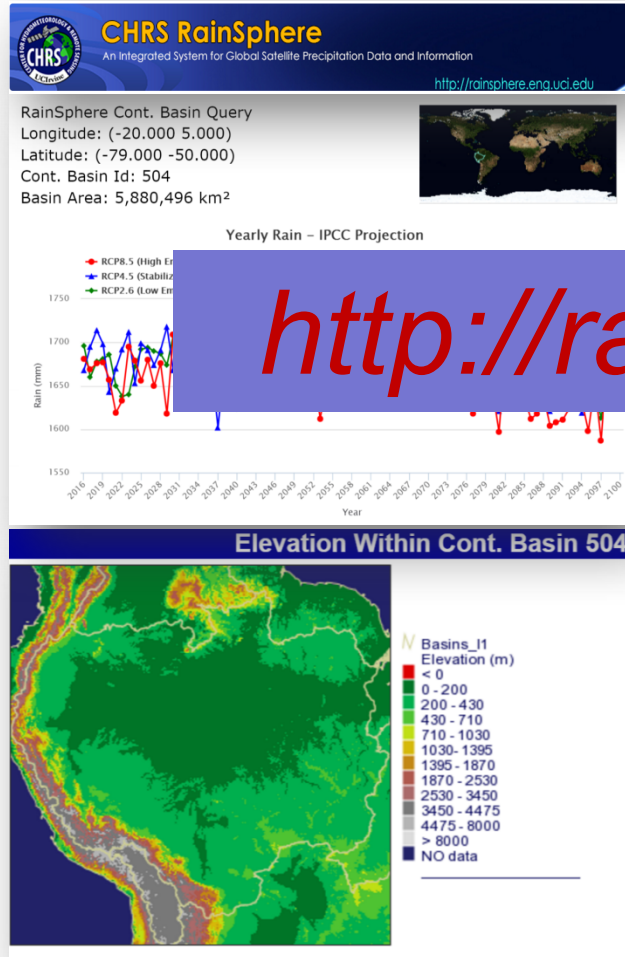 CHRS RainSphere
An Integrated System for Global Satellite Precipitation Data and Information
CENTER FOR HYDROMETEOROLOGY & REMOTE SENSING
CHRS
UCIrvine
http://rainsphere.eng.uci.edu
RainSphere Cont. Basin Query
Longitude: (-20.000 5.000)
Latitude: (-79.000 -50.000)
Cont. Basin Id: 504
Basin Area: 5,880,496 km²
Yearly Rain – IPCC Projection
RCP8.5 (High
RCP4.5 (Stabiliz
RCP2.6 (Low
http://ra
1750
1700
1650
1600
1550
Rain (mm)
2016 2019 2022 2025 2028 2031 2034 2037 2040 2043 2046 2049 2052 2055 2058 2061 2064 2067 2070 2073 2076 2079 2082 2085 2088 2091 2094 2097 2100
Year
Elevation Within Cont. Basin 504
Basins_l1
Elevation (m)
< 0
0 - 200
200 - 430
430 - 710
710 - 1030
1030- 1395
1395 - 1870
1870 - 2530
2530 - 3450
3450 - 4475
4475 - 8000
> 8000
NO data